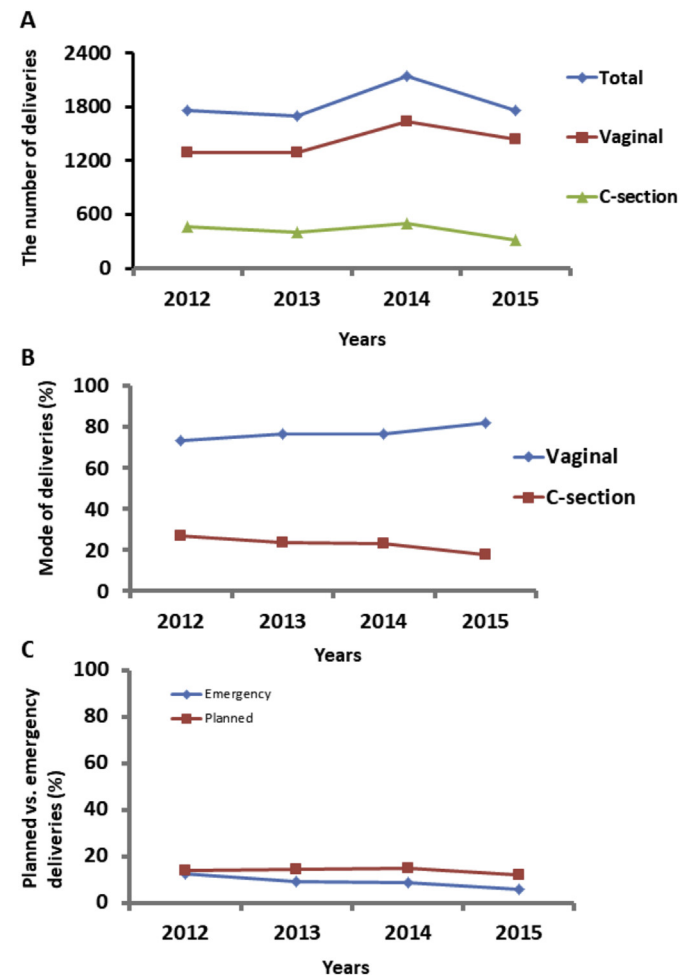 A
The number of deliveries
2400
1800
1200
600
0
2012 2013 2014 2015
Years
Total
Vaginal
C-section
B
Mode of deliveries (%)
100
80
60
40
20
0
2012 2013 2014 2015
Years
Vaginal
C-section
C
Planned vs. emergency
deliveries (%)
100
80
60
40
20
0
Emergency
Planned
2012 2013 2014 2015
Years